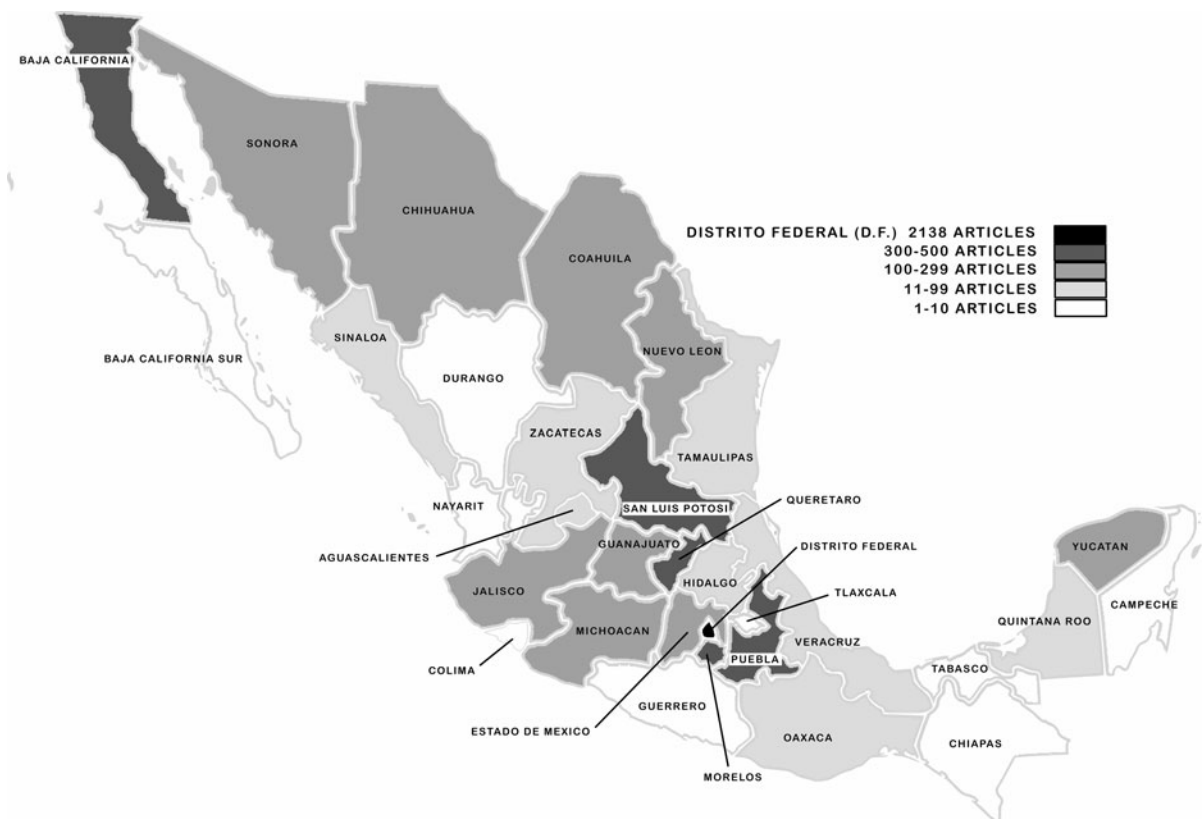 BAJA CALIFORNIA
SONORA
CHIHUAHUA
COAHUILA
DISTRITO FEDERAL (D.F.) 2138 ARTICLES
300-500 ARTICLES
100-299 ARTICLES
11-99 ARTICLES
1-10 ARTICLES
SINALOA
NUEVO LEON
BAJA CALIFORNIA SUR
DURANGO
ZACATECAS
TAMAULIPAS
NAYARIT
SAN LUIS POTOSI
QUERETARO
AGUASCALIENTES
GUANAJUATO
DISTRITO FEDERAL
YUCATAN
HIDALGO
JALISCO
TLAXCALA
CAMPECHE
QUINTANA ROO
MICHOACAN
VERACRUZ
PUEBLA
COLIMA
TABASCO
GUERRERO
ESTADO DE MEXICO
OAXACA
CHIAPAS
MORELOS